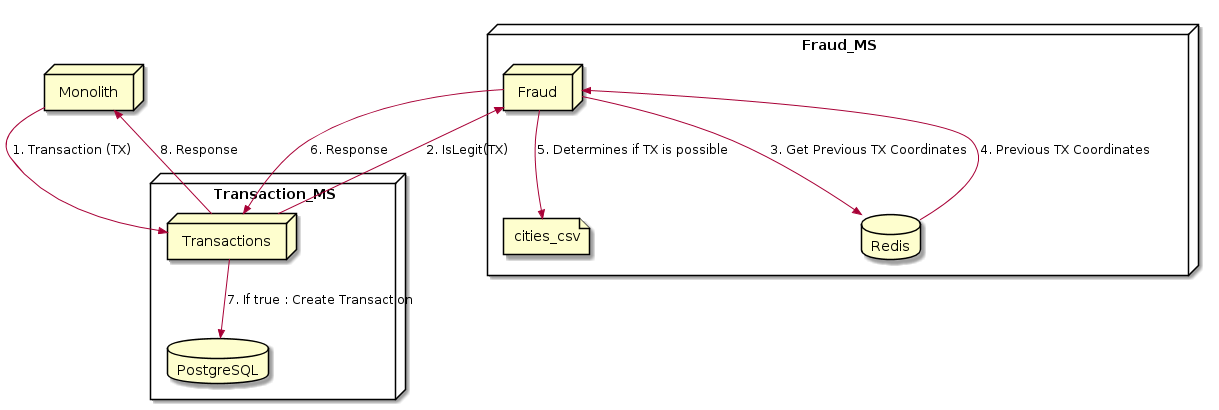 Fraud_MS
Monolith
Fraud
1. Transaction (TX)
8. Response
6. Response
2. IsLegit(TX)
5. Determines if TX is possible
3. Get Previous TX Coordinates
4. Previous TX Coordinates
Transaction_MS
Transactions
cities_csv
Redis
7. If true : Create Transaction
PostgreSQL